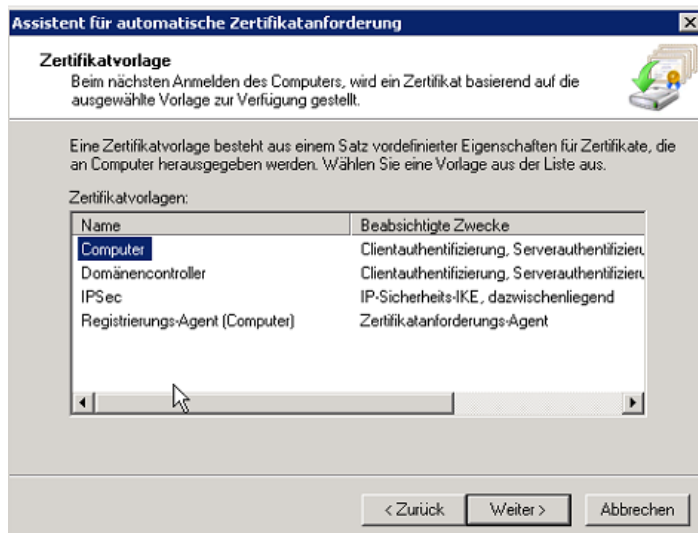 Assistent für automatische Zertifikatanforderung
Zertifikatvorlage
Beim nächsten Anmelden des Computers, wird ein Zertifikat basierend auf die
ausgewählte Vorlage zur Verfügung gestellt.
Eine Zertifikatvorlage besteht aus einem Satz vordefinierter Eigenschaften für Zertifikate, die
an Computer herausgegeben werden. Wählen Sie eine Vorlage aus der Liste aus.
Zertifikatvorlagen:
Name Beabsichtigte Zwecke
Computer Clientauthentifizierung, Serverauthentifizieru
Domänencontroller Clientauthentifizierung, Serverauthentifizieru
IPSec IP-Sicherheits-IKE, dazwischenliegend
Registrierungs-Agent (Computer) Zertifikatanforderungs-Agent
< Zurück Weiter > Abbrechen